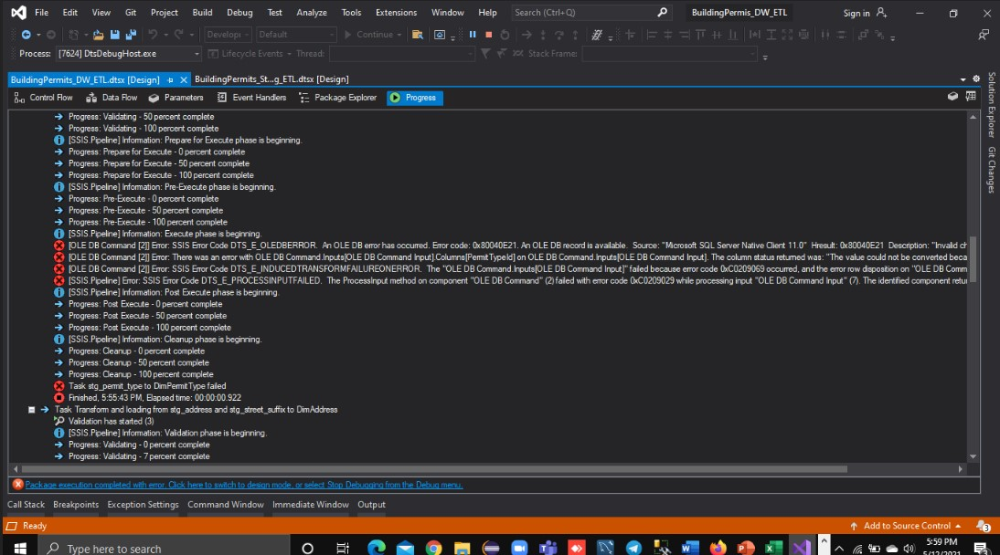 File Edit View Git Project Build Debug Test Analyze Tools Extensions Window Help Search (Ctrl+Q) BuildingPermis_DW_ETL Sign in
Develop Default Continue
Process: [7624] DtsDebugHost.exe Lifecycle Events Thread: Stack Frame:
BuildingPermits_DW_ETL.dtsx [Design] BuildingPermits_St...g_ETL.dtsx [Design]
Control Flow Data Flow Parameters Event Handlers Package Explorer Progress
Solution Explorer
Git Changes
Progress: Validating - 50 percent complete
Progress: Validating - 100 percent complete
[SSIS.Pipeline] Information: Prepare for Execute phase is beginning.
Progress: Prepare for Execute - 0 percent complete
Progress: Prepare for Execute - 50 percent complete
Progress: Prepare for Execute - 100 percent complete
[SSIS.Pipeline] Information: Pre-Execute phase is beginning.
Progress: Pre-Execute - 0 percent complete
Progress: Pre-Execute - 50 percent complete
Progress: Pre-Execute - 100 percent complete
[SSIS.Pipeline] Information: Execute phase is beginning.
[OLE DB Command [2]] Error: SSIS Error Code DTS_E_OLEDBERROR. An OLE DB error has occurred. Error code: 0x80040E21. An OLE DB record is available. Source: "Microsoft SQL Server Native Client 11.0" Hresult: 0x80040E21 Description: "Invalid ch
[OLE DB Command [2]] Error: There was an error with OLE DB Command.Inputs[OLE DB Command Input].Columns[PermitTypeId] on OLE DB Command.Inputs[OLE DB Command Input]. The column status returned was: "The value could not be converted beca
[OLE DB Command [2]] Error: SSIS Error Code DTS_E_INDUCEDTRANSFORMFAILUREONERROR. The "OLE DB Command.Inputs[OLE DB Command Input]" failed because error code 0xC0209069 occurred, and the error row disposition on "OLE DB Comm
[SSIS.Pipeline] Error: SSIS Error Code DTS_E_PROCESSINPUTFAILED. The ProcessInput method on component "OLE DB Command" (2) failed with error code 0xC0209029 while processing input "OLE DB Command Input" (7). The identified component retu
[SSIS.Pipeline] Information: Post Execute phase is beginning.
Progress: Post Execute - 0 percent complete
Progress: Post Execute - 50 percent complete
Progress: Post Execute - 100 percent complete
[SSIS.Pipeline] Information: Cleanup phase is beginning.
Progress: Cleanup - 0 percent complete
Progress: Cleanup - 50 percent complete
Progress: Cleanup - 100 percent complete
Task stg_permit_type to DimPermitType failed
Finished, 5:55:43 PM, Elapsed time: 00:00:00.922
Task Transform and loading from stg_address and stg_street_suffix to DimAddress
Validation has started (3)
[SSIS.Pipeline] Information: Validation phase is beginning.
Progress: Validating - 0 percent complete
Progress: Validating - 7 percent complete
Package execution completed with error. Click here to switch to design mode, or select Stop Debugging from the Debug menu.
Call Stack Breakpoints Exception Settings Command Window Immediate Window Output
Ready Add to Source Control 3
Type here to search 5:59 PM
5/12/2021 3